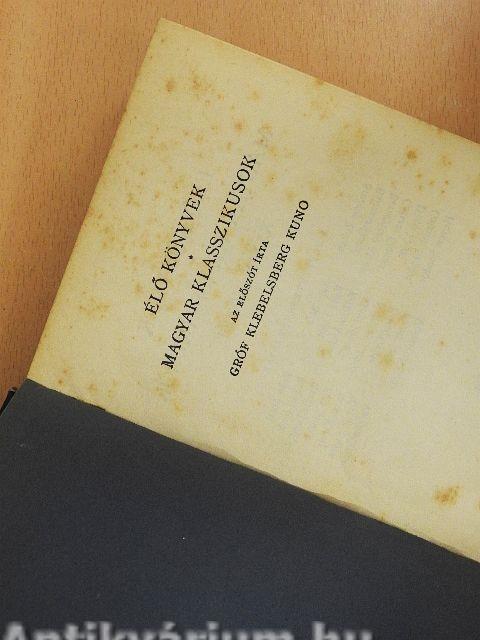 ÉLŐ KÖNYVEK
*
MAGYAR KLASSZIKUSOK
AZ ELŐSZÓT ÍRTA
GRÓF KLEBELSBERG KUNO
Antikvárium.hu